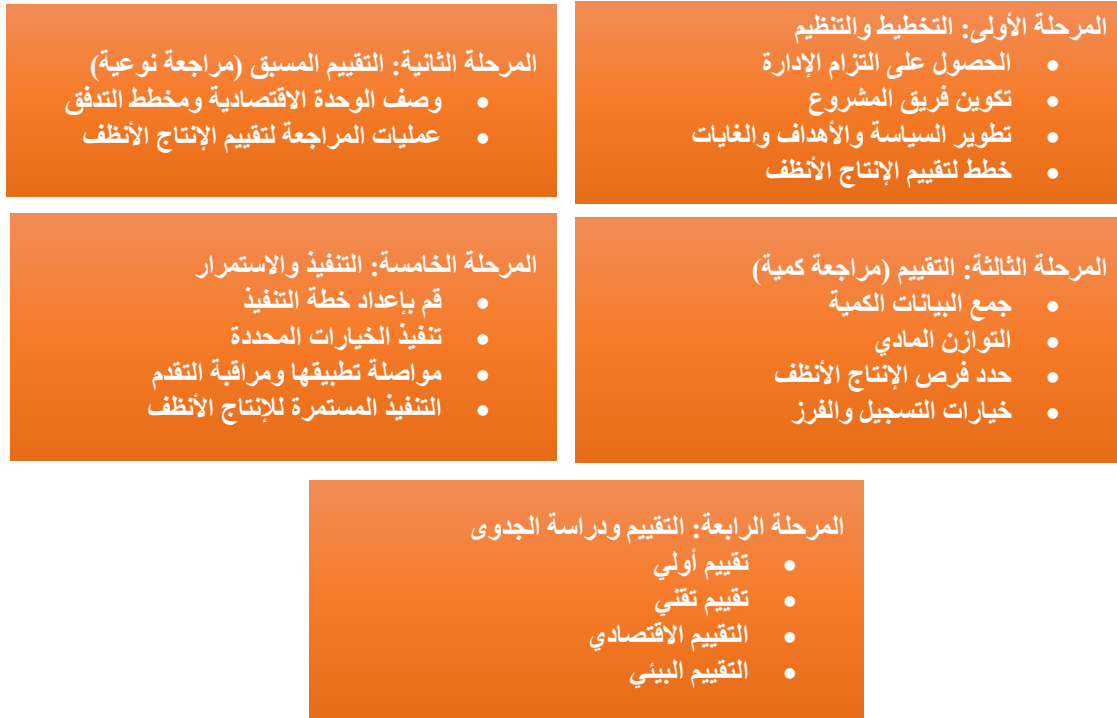 المرحلة الأولى: التخطيط والتنظيم
• الحصول على التزام الإدارة
• تكوين فريق المشروع
• تطوير السياسة والأهداف والغايات
• خطط لتقييم الإنتاج الأنظف
المرحلة الثانية: التقييم المسبق (مراجعة نوعية)
• وصف الوحدة الاقتصادية ومخطط التدفق
• عمليات المراجعة لتقييم الإنتاج الأنظف
المرحلة الثالثة: التقييم (مراجعة كمية)
• جمع البيانات الكمية
• التوازن المادي
• حدد فرص الإنتاج الأنظف
• خيارات التسجيل والفرز
المرحلة الخامسة: التنفيذ والاستمرار
• قم بإعداد خطة التنفيذ
• تنفيذ الخيارات المحددة
• مواصلة تطبيقها ومراقبة التقدم
• التنفيذ المستمرة للإنتاج الأنظف
المرحلة الرابعة: التقييم ودراسة الجدوى
• تقييم أولي
• تقييم تقني
• التقييم الاقتصادي
• التقييم البيئي